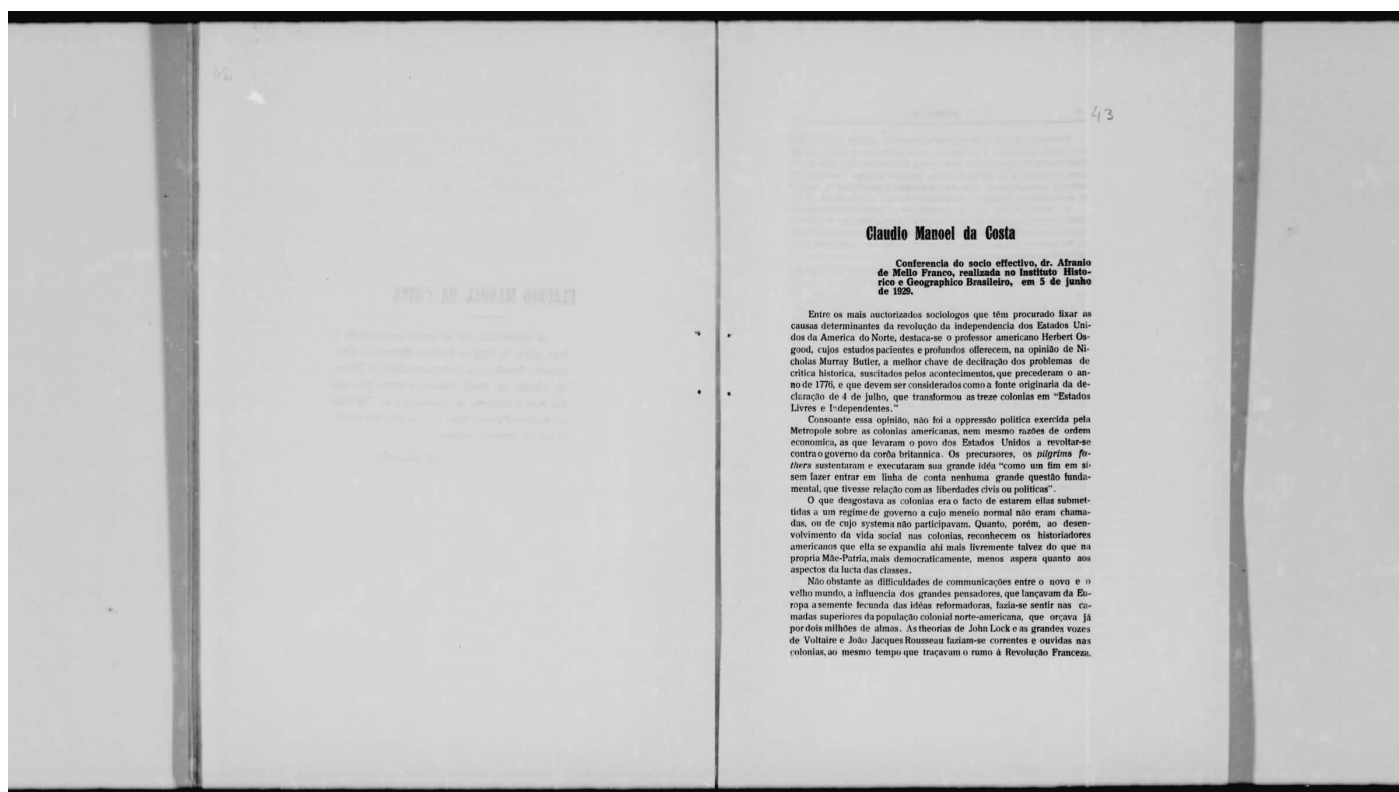 42
43
Claudio Manoel da Costa
Conferencia do socio effectivo, dr. Afranio
de Mello Franco, realizada no Instituto Histo-
rico e Geographico Brasileiro, em 5 de junho
de 1929.
Entre os mais auctorizados sociologos que têm procurado fixar as
causas determinantes da revolução da independencia dos Estados Uni-
dos da America do Norte, destaca-se o professor americano Herbert Os-
good, cujos estudos pacientes e profundos offerecem, na opinião de Ni-
cholas Murray Butler, a melhor chave de decifração dos problemas de
critica historica, suscitados pelos acontecimentos, que precederam o an-
no de 1776, e que devem ser considerados como a fonte originaria da de-
claração de 4 de julho, que transformou as treze colonias em "Estados
Livres e Independentes."
Consoante essa opinião, não foi a oppressão politica exercida pela
Metropole sobre as colonias americanas, nem mesmo razões de ordem
economica, as que levaram o povo dos Estados Unidos a revoltar-se
contra o governo da corôa britannica. Os precursores, os pilgrims fa-
thers sustentaram e executaram sua grande idéa "como um fim em si-
sem fazer entrar em linha de conta nenhuma grande questão funda-
mental, que tivesse relação com as liberdades civis ou politicas".
O que desgostava as colonias era o facto de estarem ellas submet-
tidas a um regime de governo a cujo meneio normal não eram chama-
das, ou de cujo systema não participavam. Quanto, porém, ao desen-
volvimento da vida social nas colonias, reconhecem os historiadores
americanos que ella se expandia ahi mais livremente talvez do que na
propria Mãe-Patria, mais democraticamente, menos aspera quanto aos
aspectos da lucta das classes.
Não obstante as difficuldades de communicações entre o novo e o
velho mundo, a influencia dos grandes pensadores, que lançavam da Eu-
ropa a semente fecunda das idéas reformadoras, fazia-se sentir nas ca-
madas superiores da população colonial norte-americana, que orçava já
por dois milhões de almas. As theorias de John Lock e as grandes vozes
de Voltaire e João Jacques Rousseau faziam-se correntes e ouvidas nas
colonias, ao mesmo tempo que traçavam o rumo á Revolução Franceza.